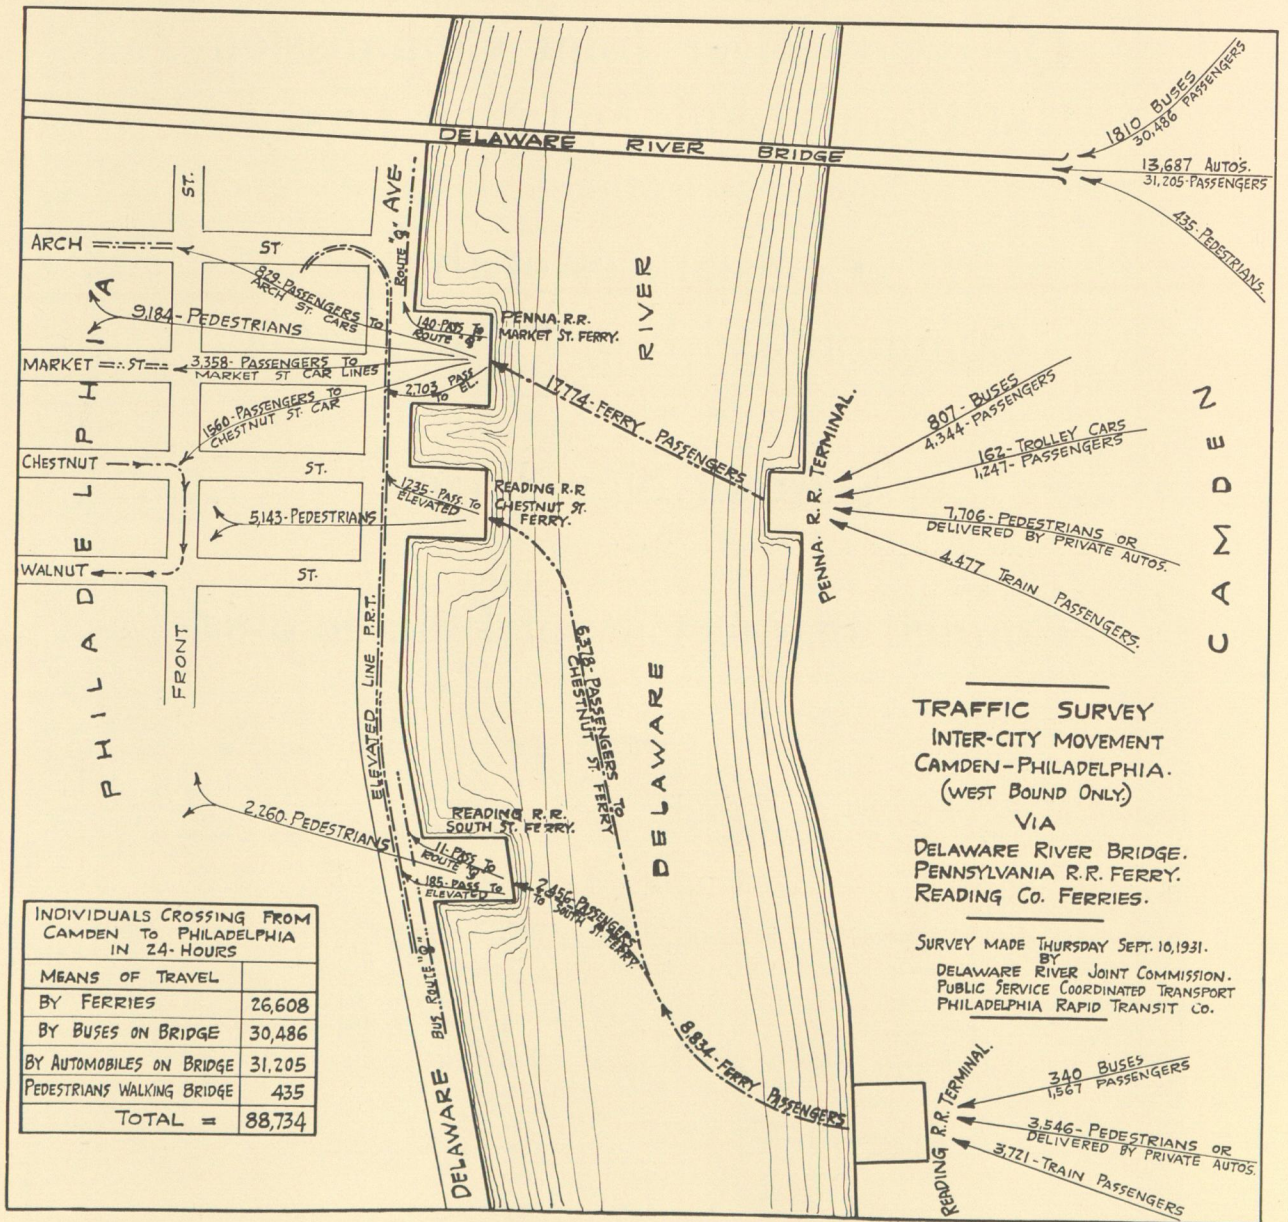 DELAWARE RIVER BRIDGE
1810 BUSES
30,486 PASSENGERS
13,687 AUTO'S.
31,205-PASSENGERS
435-PEDESTRIANS.
ST.
ROUTE "9" AVE
ARCH
ST
829-PASSENGERS TO
ARCH ST. CARS
9,184-PEDESTRIANS
140-PASS TO
ROUTE "9"
PENNA. R.R.
MARKET ST. FERRY.
RIVER
MARKET ST
3,358-PASSENGERS TO
MARKET ST CAR LINES
2,703 PASS
TO EL.
1560-PASSENGERS TO
CHESTNUT ST. CAR
17,774-FERRY PASSENGERS
PENNA. R.R. TERMINAL.
807-BUSES
4,344-PASSENGERS
162-TROLLEY CARS
1,247-PASSENGERS
7,706-PEDESTRIANS OR
DELIVERED BY PRIVATE AUTOS.
4,477 TRAIN PASSENGERS.
CAMDEN
CHESTNUT
ST.
1235-PASS. TO
ELEVATED
READING R.R
CHESTNUT ST.
FERRY.
5,143-PEDESTRIANS
WALNUT
ST.
FRONT
PHILADELPHIA
ELEVATED LINE P.R.T.
6,378-PASSENGERS TO
CHESTNUT ST. FERRY
DELAWARE
2,260-PEDESTRIANS
READING R.R.
SOUTH ST. FERRY.
11-PASS TO
ROUTE "9"
185-PASS TO
ELEVATED
2,456-PASSENGERS
TO SOUTH ST. FERRY.
BUS ROUTE "9"
DELAWARE
8,834-FERRY PASSENGERS
READING R.R. TERMINAL.
340 BUSES
1,567 PASSENGERS
3,546-PEDESTRIANS OR
DELIVERED BY PRIVATE AUTO'S.
3,721-TRAIN PASSENGERS
TRAFFIC SURVEY
INTER-CITY MOVEMENT
CAMDEN-PHILADELPHIA.
(WEST BOUND ONLY.)
VIA
DELAWARE RIVER BRIDGE.
PENNSYLVANIA R.R. FERRY.
READING CO. FERRIES.
SURVEY MADE THURSDAY SEPT. 10,1931.
BY
DELAWARE RIVER JOINT COMMISSION.
PUBLIC SERVICE COORDINATED TRANSPORT
PHILADELPHIA RAPID TRANSIT CO.
INDIVIDUALS CROSSING FROM
CAMDEN TO PHILADELPHIA
IN 24-HOURS
MEANS OF TRAVEL
BY FERRIES 26,608
BY BUSES ON BRIDGE 30,486
BY AUTOMOBILES ON BRIDGE 31,205
PEDESTRIANS WALKING BRIDGE 435
TOTAL = 88,734